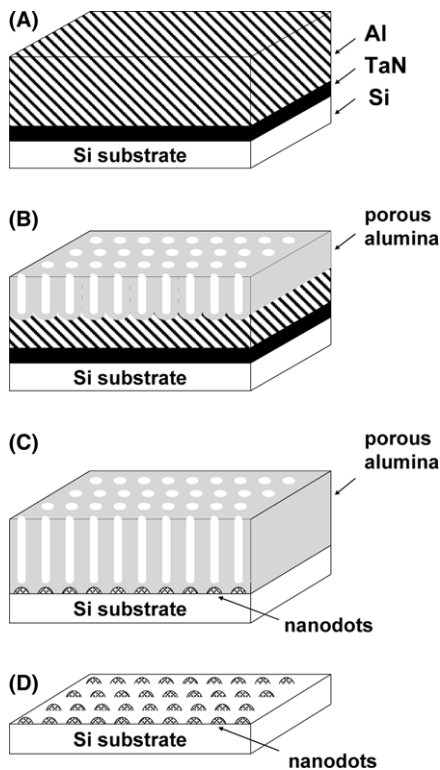 (A)
Al
TaN
Si
Si substrate
(B)
porous
alumina
Si substrate
(C)
porous
alumina
Si substrate
nanodots
(D)
Si substrate
nanodots